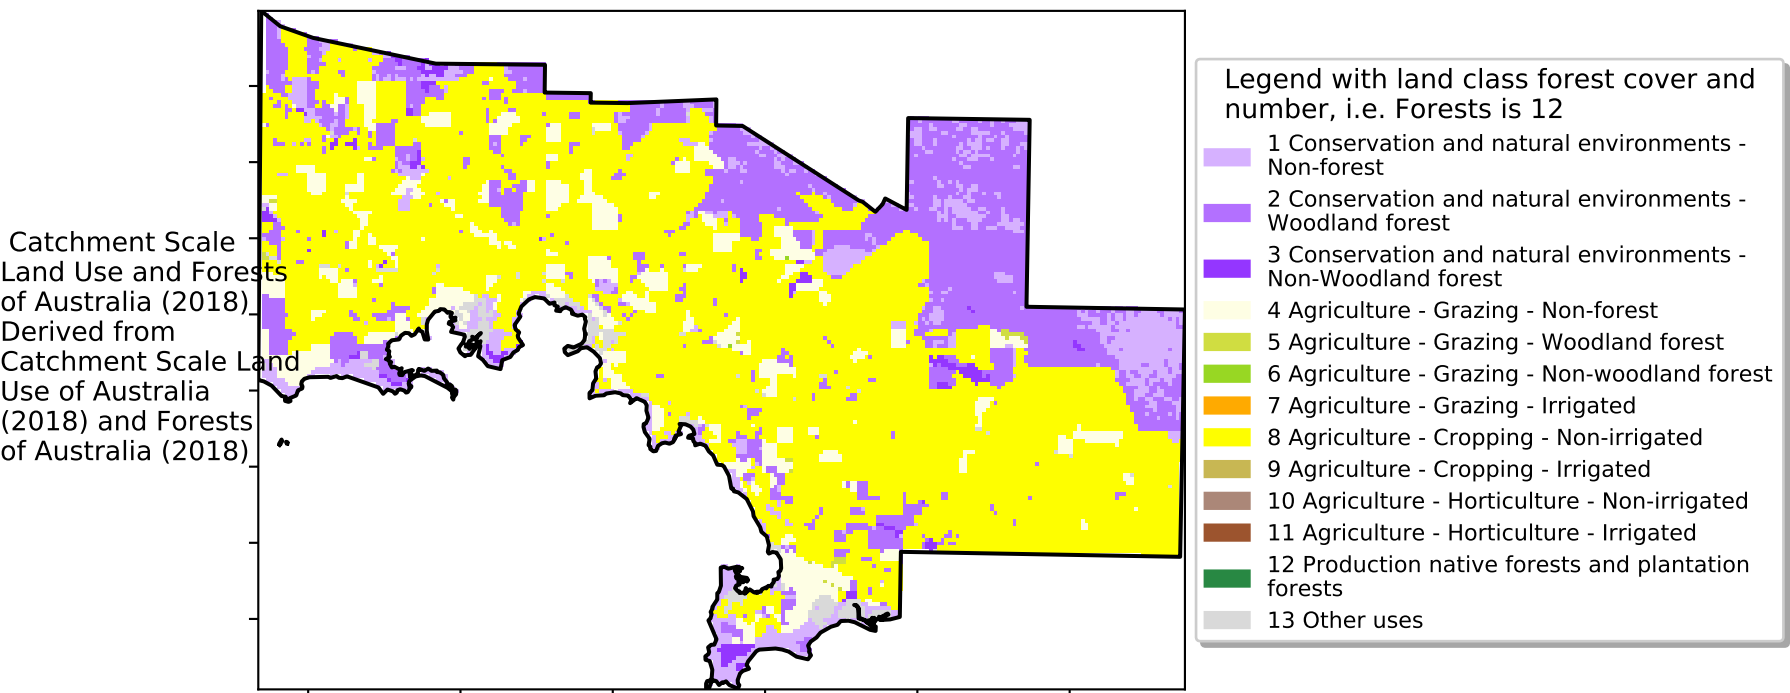 Catchment Scale
Land Use and Forests
of Australia (2018)
Derived from
Catchment Scale Land
Use of Australia
(2018) and Forests
of Australia (2018)
Legend with land class forest cover and
number, i.e. Forests is 12
1 Conservation and natural environments -
Non-forest
2 Conservation and natural environments -
Woodland forest
3 Conservation and natural environments -
Non-Woodland forest
4 Agriculture - Grazing - Non-forest
5 Agriculture - Grazing - Woodland forest
6 Agriculture - Grazing - Non-woodland forest
7 Agriculture - Grazing - Irrigated
8 Agriculture - Cropping - Non-irrigated
9 Agriculture - Cropping - Irrigated
10 Agriculture - Horticulture - Non-irrigated
11 Agriculture - Horticulture - Irrigated
12 Production native forests and plantation
forests
13 Other uses